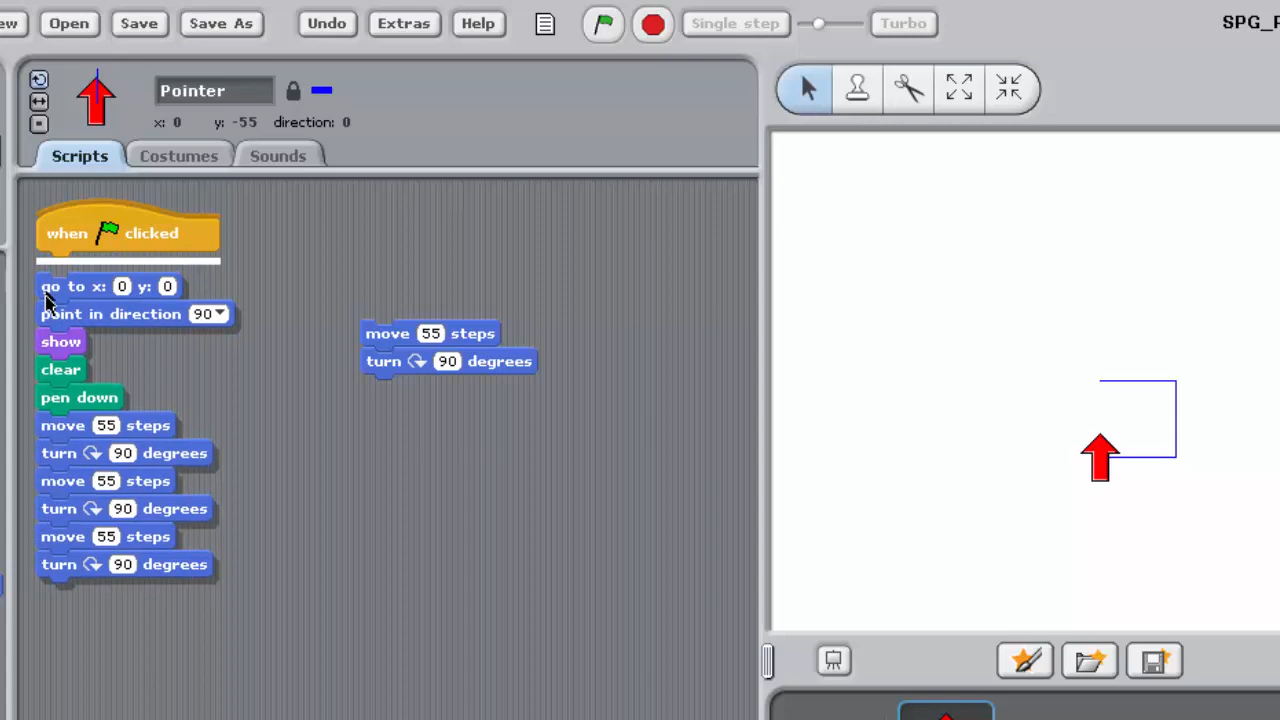 ew Open Save Save As Undo Extras Help Single step Turbo
SPG_
Pointer
x: 0 y: -55 direction: 0
Scripts Costumes Sounds
when clicked
go to x: 0 y: 0
point in direction 90
show
clear
pen down
move 55 steps
turn 90 degrees
move 55 steps
turn 90 degrees
move 55 steps
turn 90 degrees
move 55 steps
turn 90 degrees